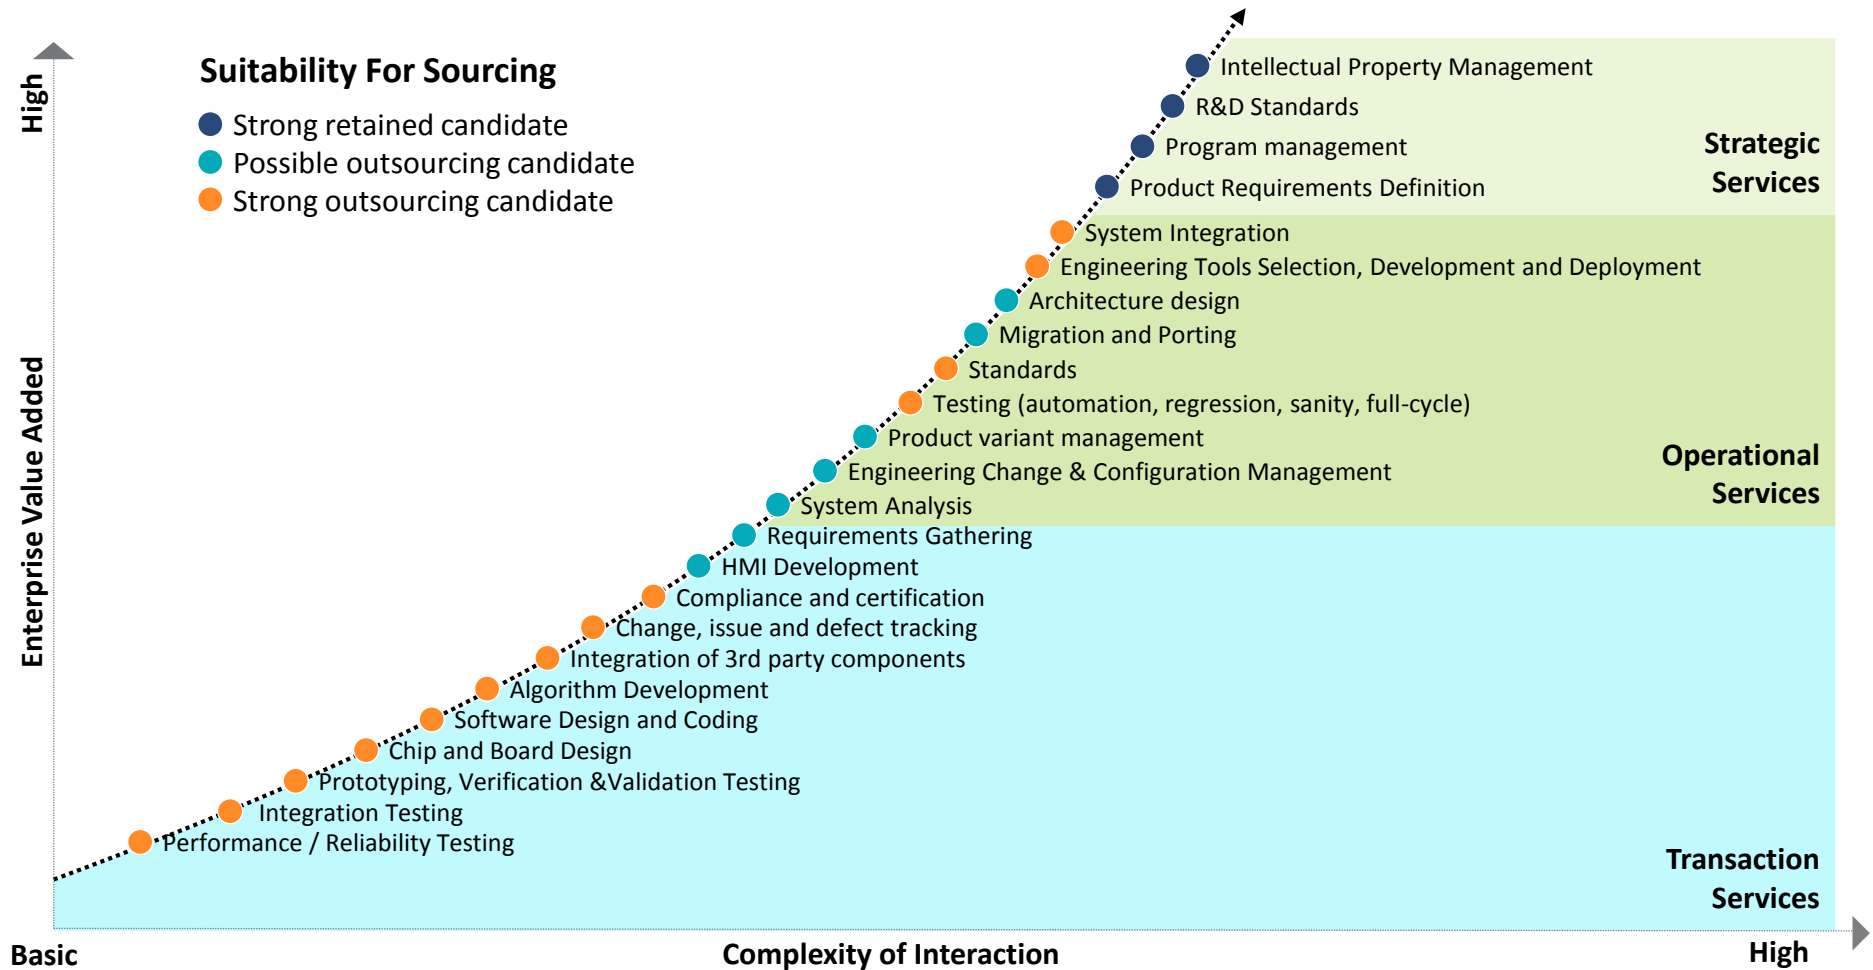 Suitability For Sourcing
Strong retained candidate
Possible outsourcing candidate
Strong outsourcing candidate
High
Enterprise Value Added
Intellectual Property Management
R&D Standards
Program management
Product Requirements Definition
Strategic
Services
System Integration
Engineering Tools Selection, Development and Deployment
Architecture design
Migration and Porting
Standards
Testing (automation, regression, sanity, full-cycle)
Product variant management
Engineering Change & Configuration Management
System Analysis
Operational
Services
Requirements Gathering
HMI Development
Compliance and certification
Change, issue and defect tracking
Integration of 3rd party components
Algorithm Development
Software Design and Coding
Chip and Board Design
Prototyping, Verification &Validation Testing
Integration Testing
Performance / Reliability Testing
Transaction
Services
Basic
Complexity of Interaction
High